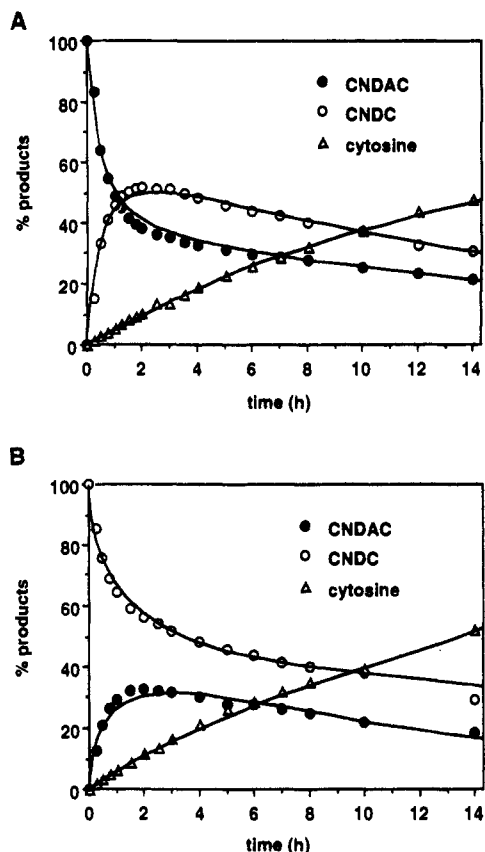 A
100
80
60
40
20
0
% products
CNDAC
CNDC
cytosine
0 2 4 6 8 10 12 14
time (h)
B
100
80
60
40
20
0
% products
CNDAC
CNDC
cytosine
0 2 4 6 8 10 12 14
time (h)